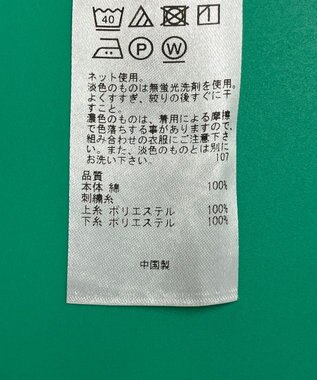 40
P W
ネット使用。
淡色のものは無蛍光洗剤を使用。
よくすすぎ、絞りの後すぐに干
すこと。
濃色のものは、着用による摩擦
で色落ちする事がありますので、
組み合わせの衣服にご注意下さ
い。また、淡色のものとは別に
お洗い下さい。 107
品質
本体 綿 100%
刺繍糸
上糸 ポリエステル 100%
下糸 ポリエステル 100%
中国製